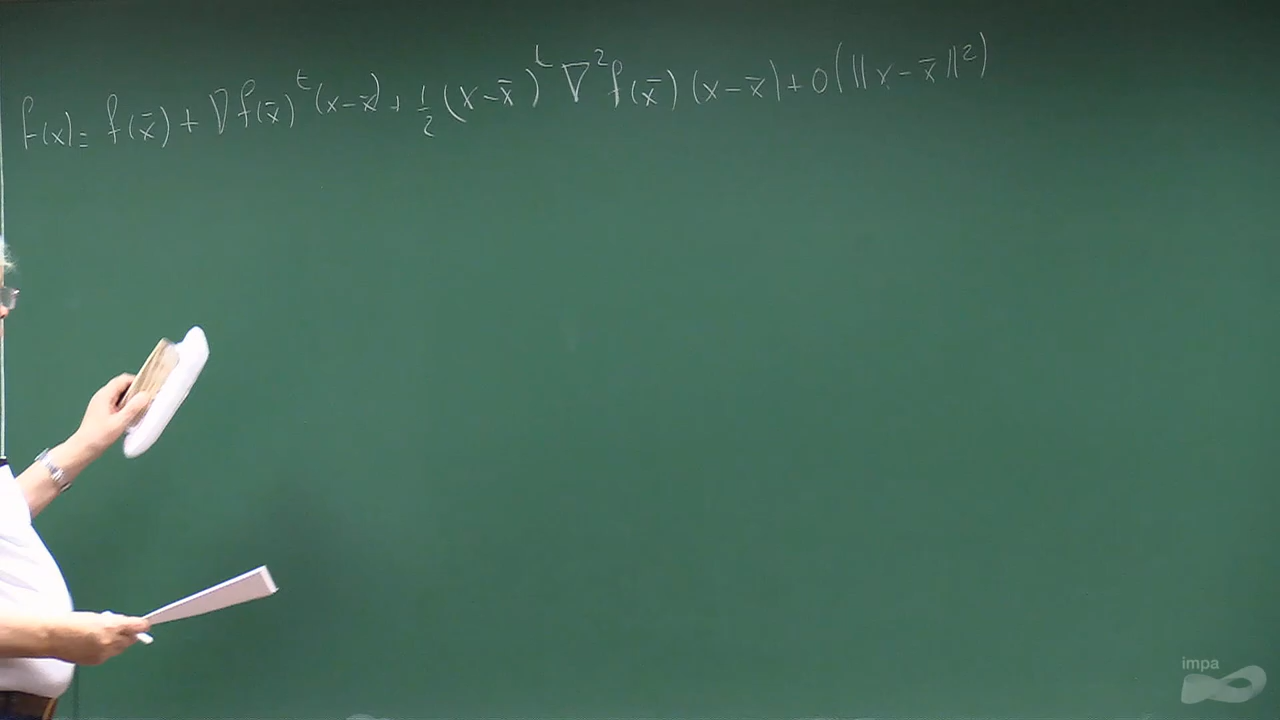 f(x) = f(x̄) + ∇f(x̄)ᵗ(x-x̄) + ½(x-x̄)ᵗ ∇²f(x̄)(x-x̄) + o(‖x-x̄‖²)
impa